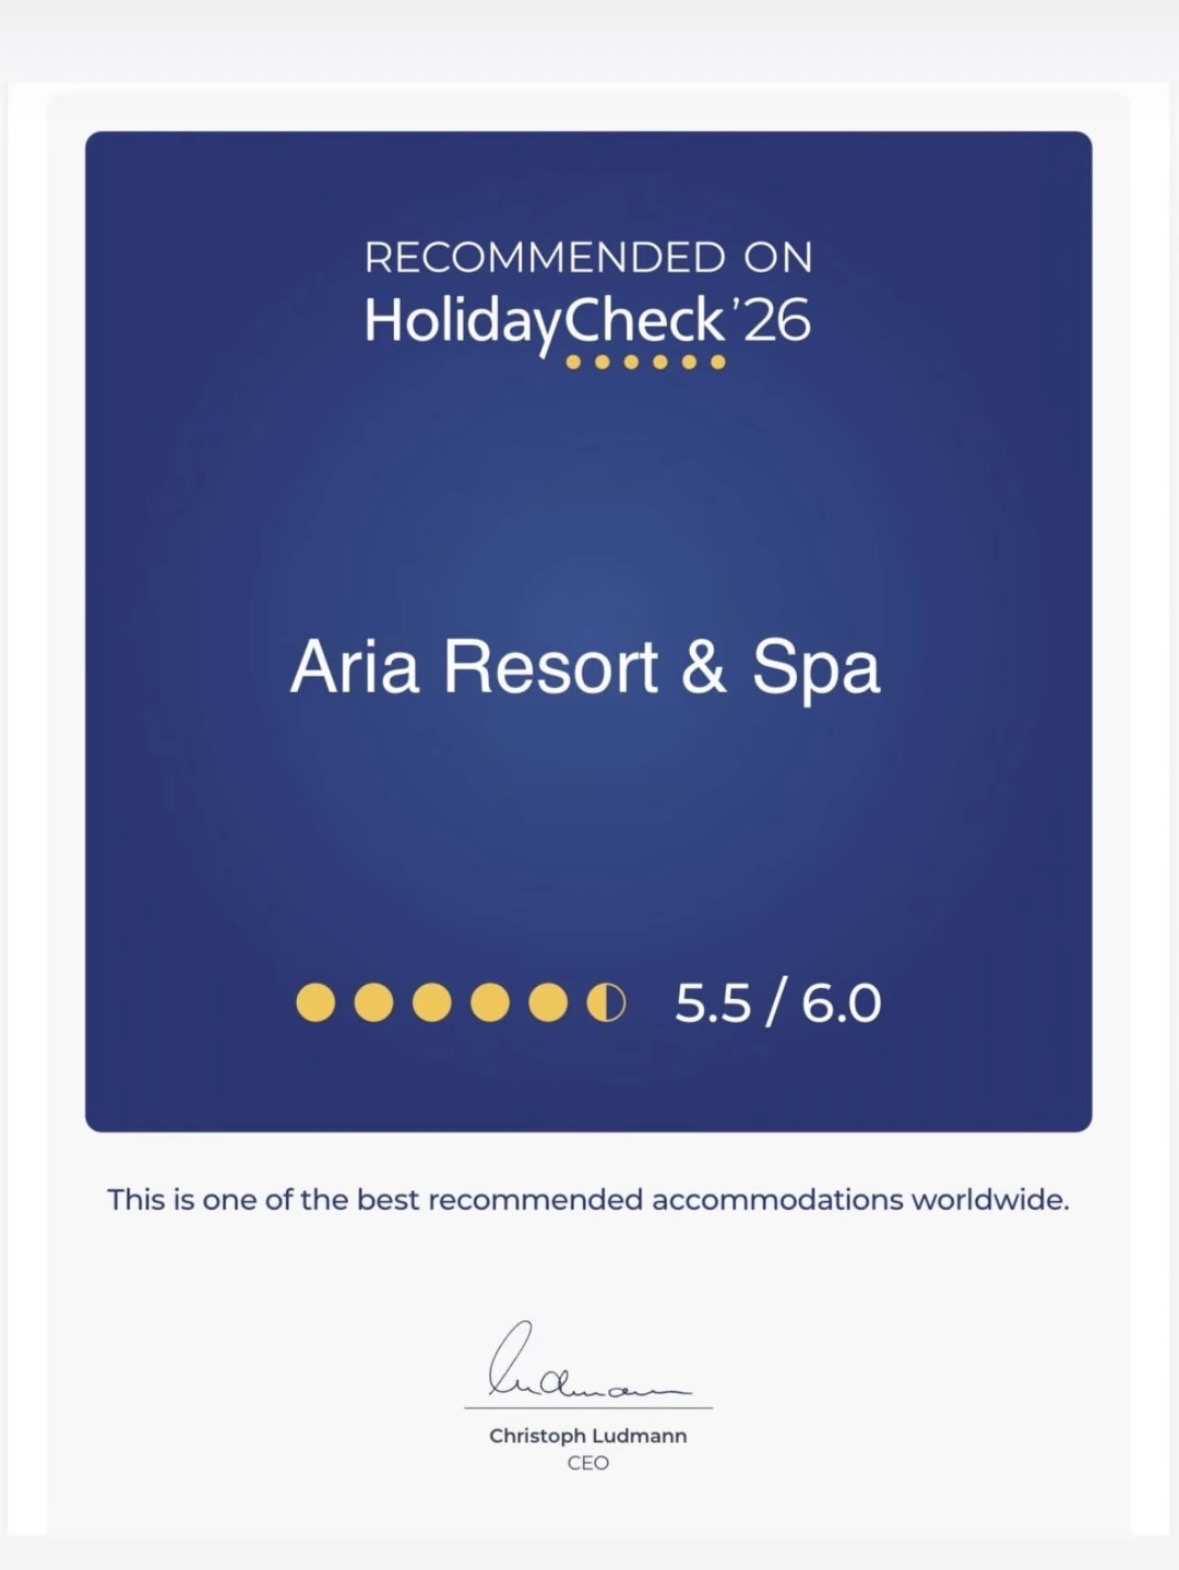 RECOMMENDED ON
HolidayCheck '26
Aria Resort & Spa
5.5 / 6.0
This is one of the best recommended accommodations worldwide.
Ludmann
Christoph Ludmann
CEO